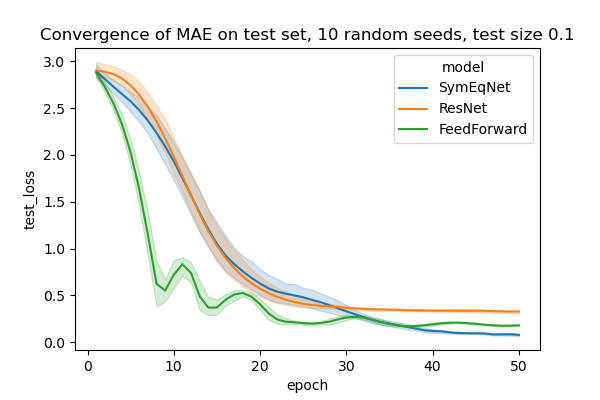 Convergence of MAE on test set, 10 random seeds, test size 0.1
model
SymEqNet
ResNet
FeedForward
test_loss
3.0
2.5
2.0
1.5
1.0
0.5
0.0
0 10 20 30 40 50
epoch